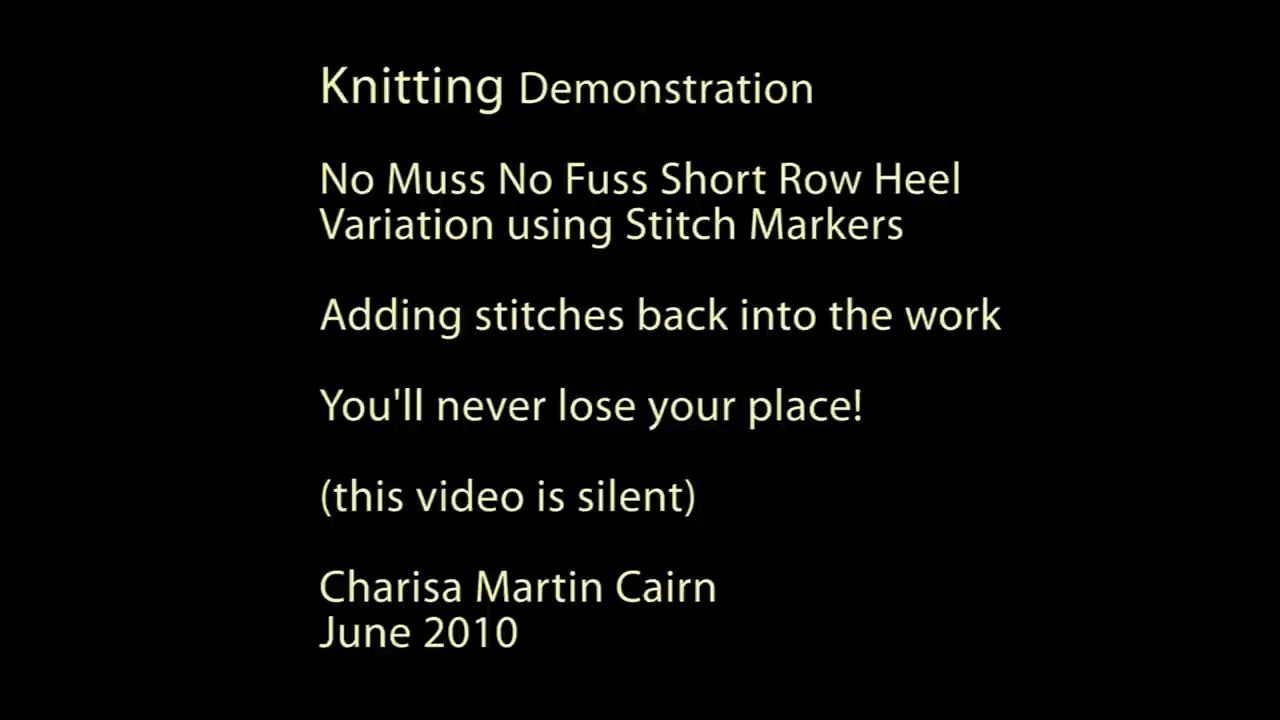 Knitting Demonstration
No Muss No Fuss Short Row Heel
Variation using Stitch Markers
Adding stitches back into the work
You'll never lose your place!
(this video is silent)
Charisa Martin Cairn
June 2010